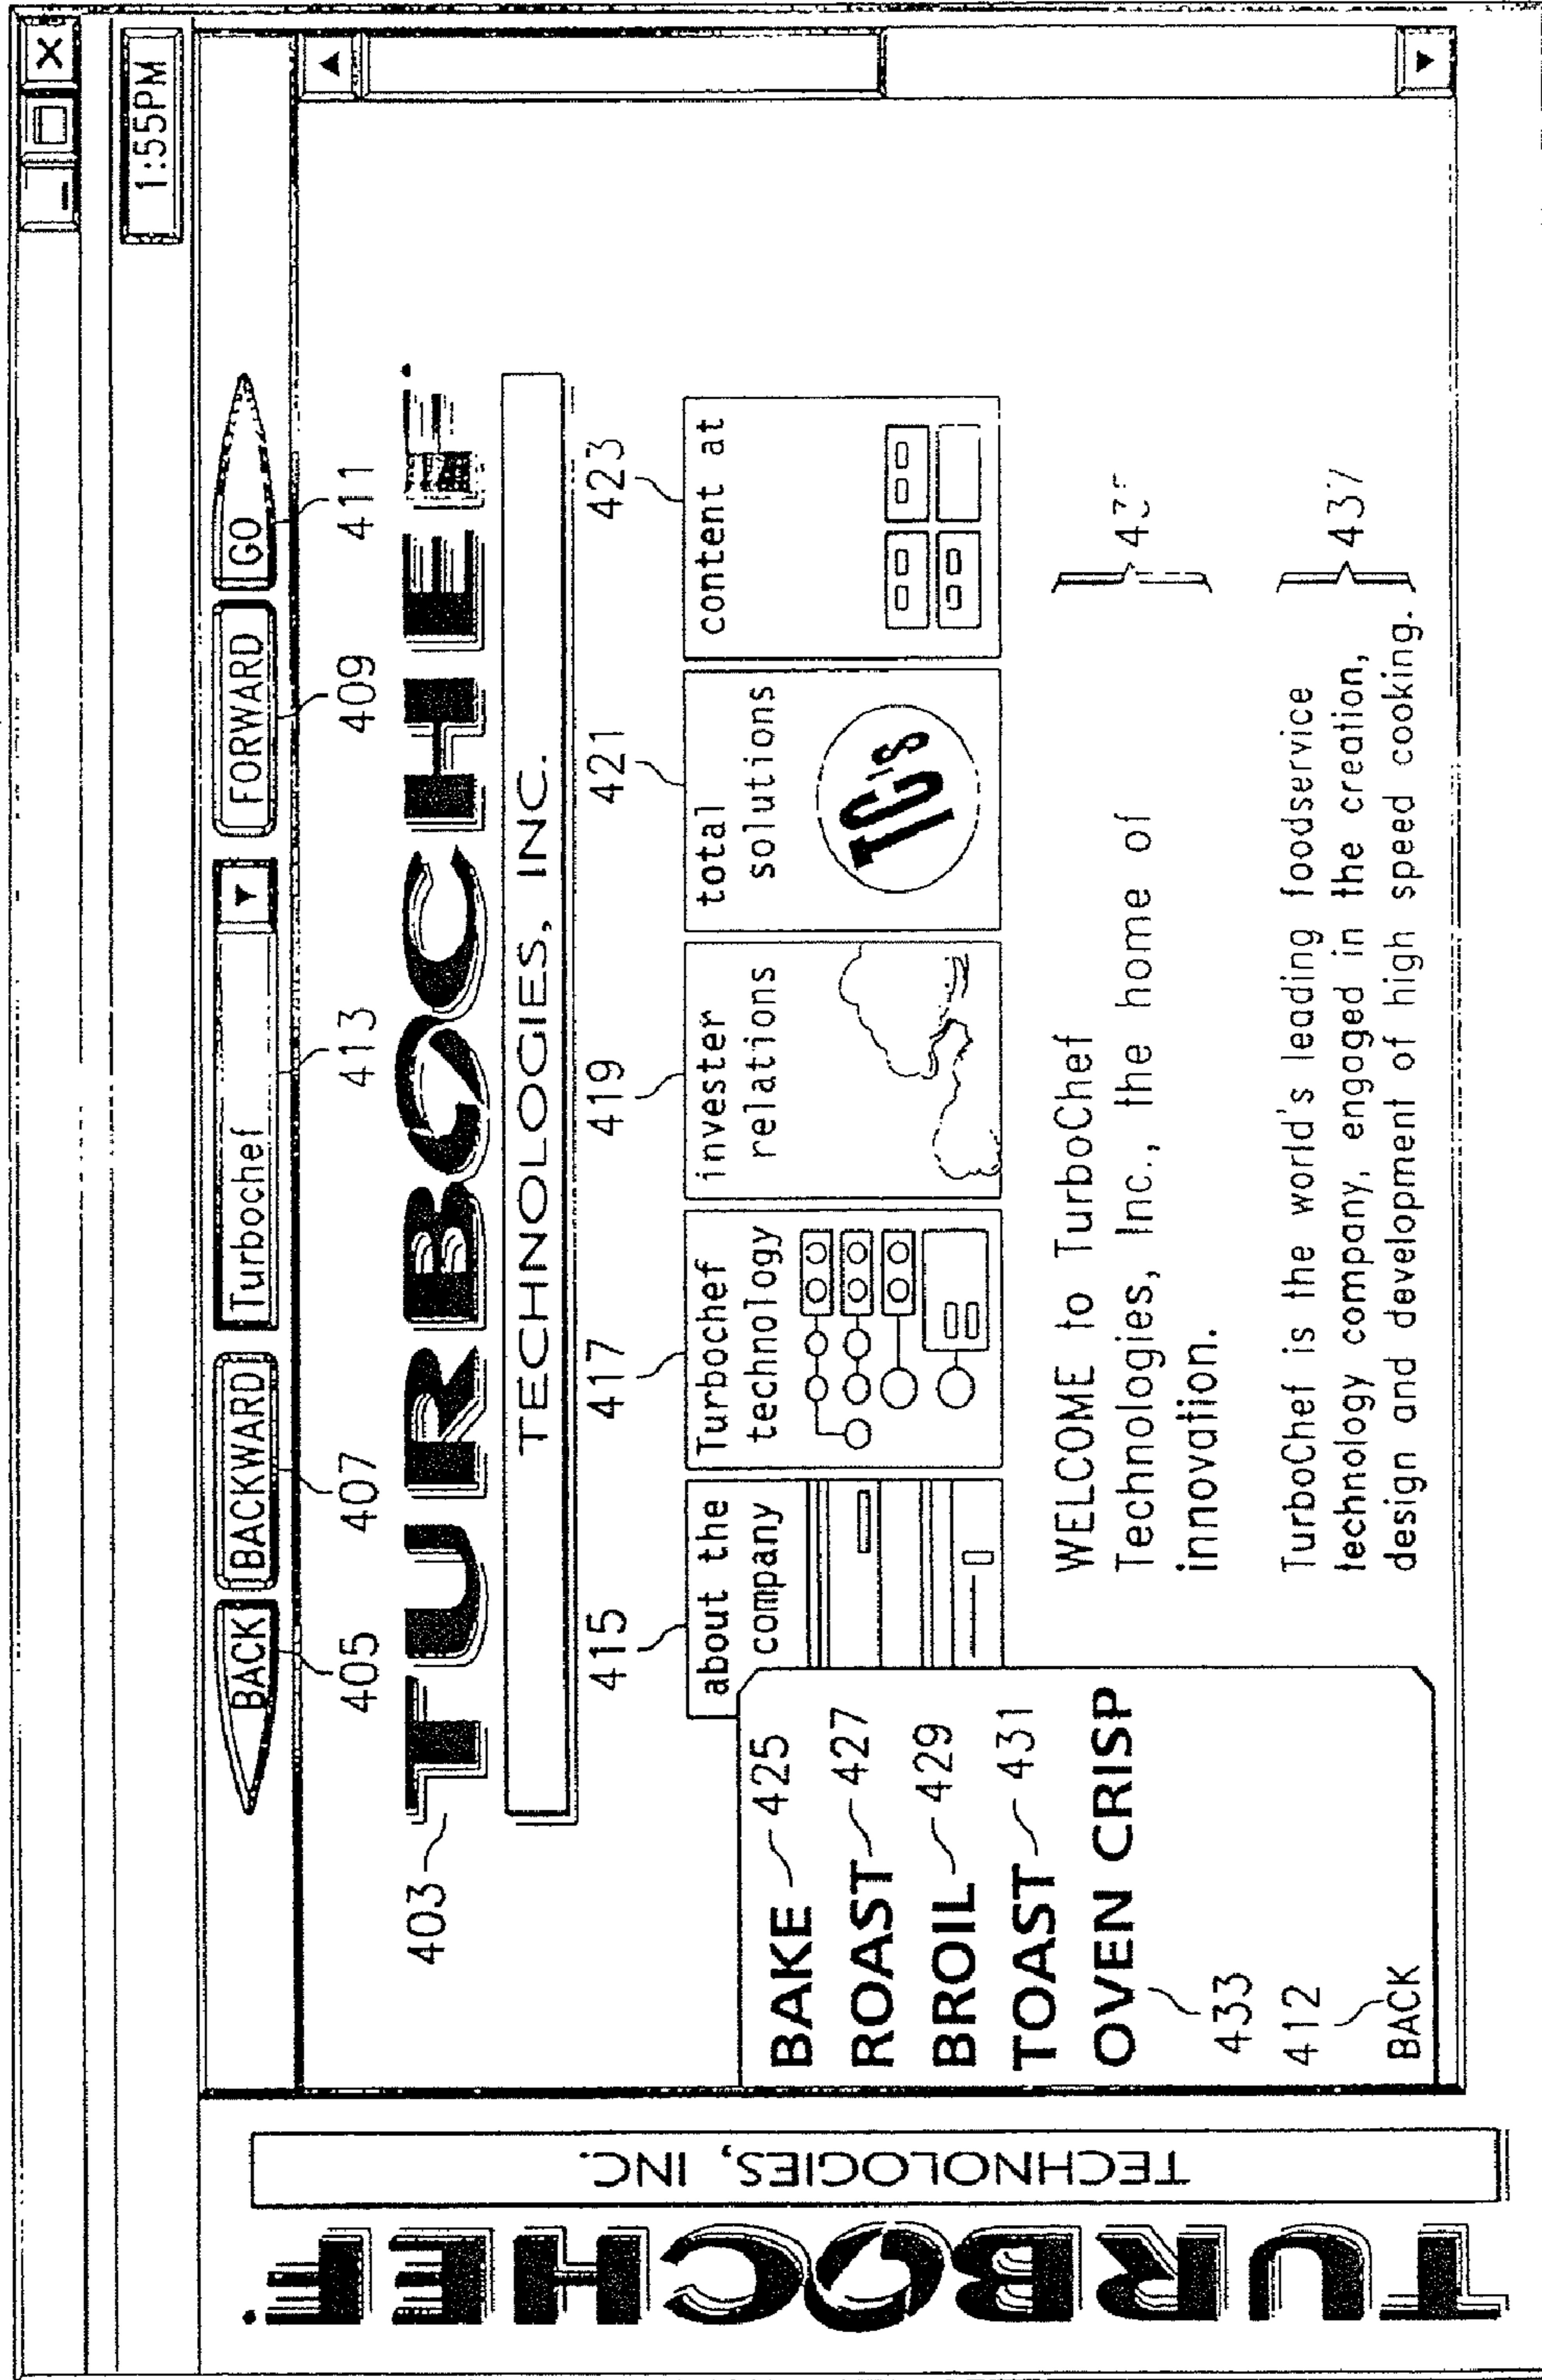 1:55PM
BACK BACKWARD Turbochef FORWARD GO
405 407 413 409 411
403
TURBOCHEF
TECHNOLOGIES, INC.
415 417 419 421 423
about the
company
Turbochef
technology
invester
relations
total
solutions
content at
BAKE 425
ROAST 427
BROIL 429
TOAST 431
OVEN CRISP
433
412
BACK
WELCOME to TurboChef
Technologies, Inc., the home of
innovation.
TurboChef is the world's leading foodservice
technology company, engaged in the creation,
design and development of high speed cooking.
437
TURBOCHEF
TECHNOLOGIES, INC.